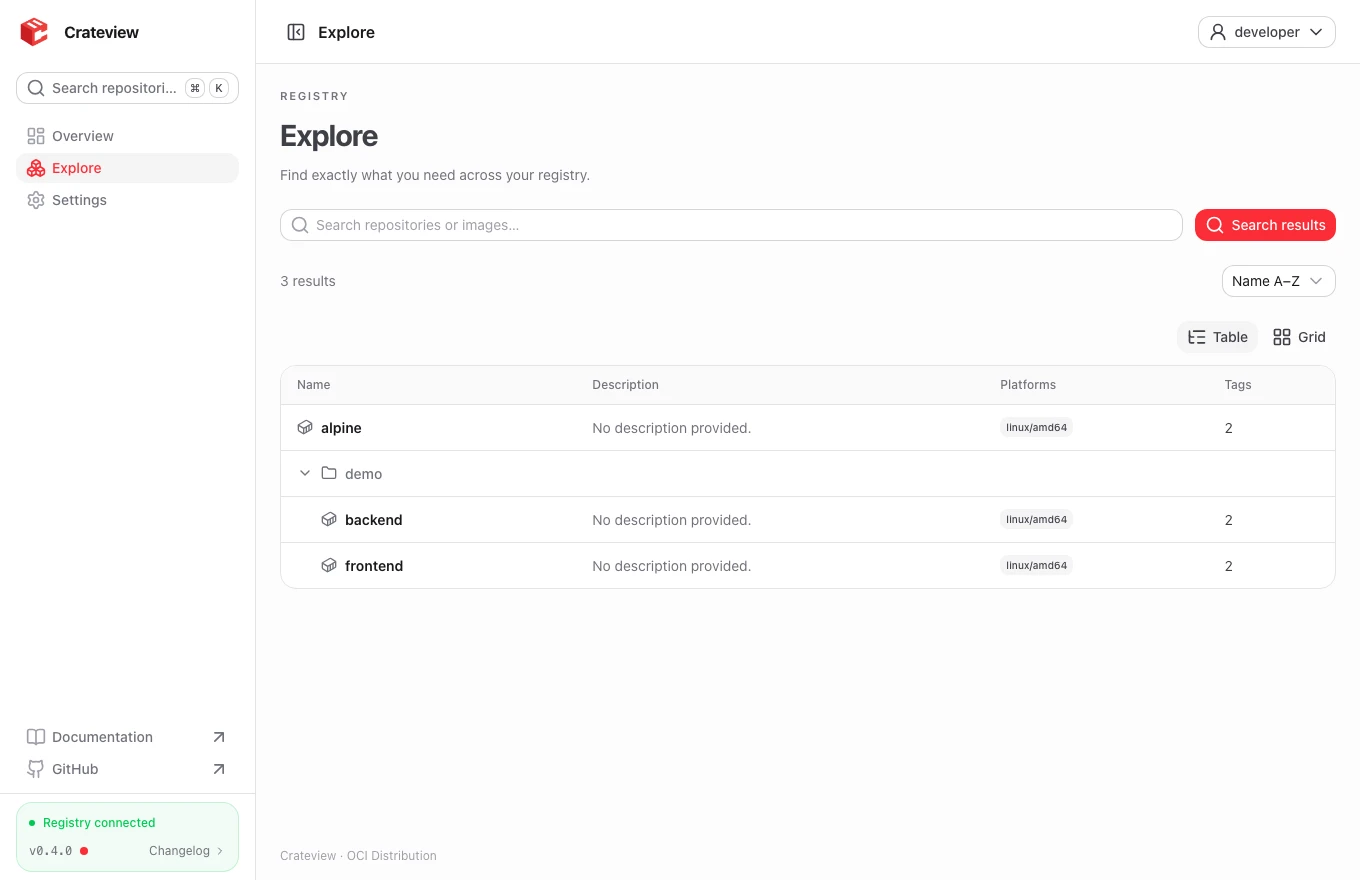 Crateview
Search repositori... ⌘ K
Overview
Explore
Settings
Documentation
GitHub
Registry connected
v0.4.0 Changelog
Explore
developer
REGISTRY
Explore
Find exactly what you need across your registry.
Search repositories or images...
Search results
3 results
Name A–Z
Table Grid
Name Description Platforms Tags
alpine No description provided. linux/amd64 2
demo
backend No description provided. linux/amd64 2
frontend No description provided. linux/amd64 2
Crateview · OCI Distribution